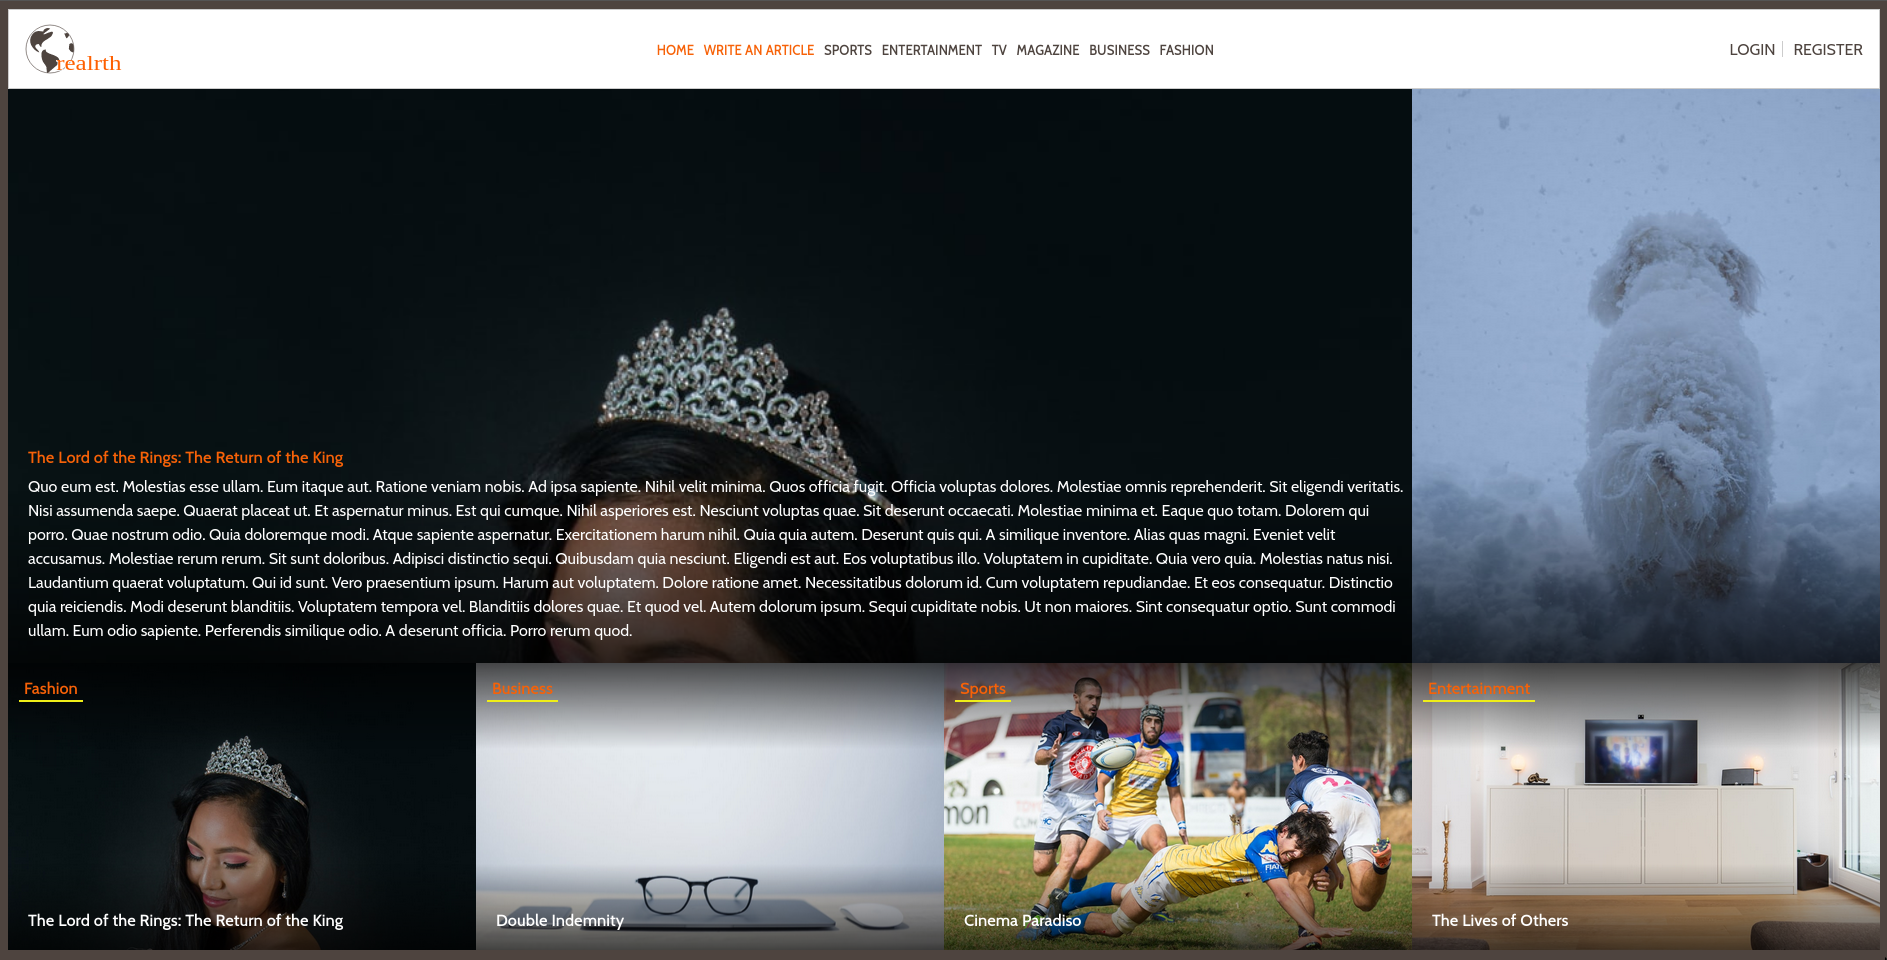 realrth
HOME WRITE AN ARTICLE SPORTS ENTERTAINMENT TV MAGAZINE BUSINESS FASHION
LOGIN REGISTER
The Lord of the Rings: The Return of the King
Quo eum est. Molestias esse ullam. Eum itaque aut. Ratione veniam nobis. Ad ipsa sapiente. Nihil velit minima. Quos officia fugit. Officia voluptas dolores. Molestiae omnis reprehenderit. Sit eligendi veritatis.
Nisi assumenda saepe. Quaerat placeat ut. Et aspernatur minus. Est qui cumque. Nihil asperiores est. Nesciunt voluptas quae. Sit deserunt occaecati. Molestiae minima et. Eaque quo totam. Dolorem qui
porro. Quae nostrum odio. Quia doloremque modi. Atque sapiente aspernatur. Exercitationem harum nihil. Quia quia autem. Deserunt quis qui. A similique inventore. Alias quas magni. Eveniet velit
accusamus. Molestiae rerum rerum. Sit sunt doloribus. Adipisci distinctio sequi. Quibusdam quia nesciunt. Eligendi est aut. Eos voluptatibus illo. Voluptatem in cupiditate. Quia vero quia. Molestias natus nisi.
Laudantium quaerat voluptatum. Qui id sunt. Vero praesentium ipsum. Harum aut voluptatem. Dolore ratione amet. Necessitatibus dolorum id. Cum voluptatem repudiandae. Et eos consequatur. Distinctio
quia reiciendis. Modi deserunt blanditiis. Voluptatem tempora vel. Blanditiis dolores quae. Et quod vel. Autem dolorum ipsum. Sequi cupiditate nobis. Ut non maiores. Sint consequatur optio. Sunt commodi
ullam. Eum odio sapiente. Perferendis similique odio. A deserunt officia. Porro rerum quod.
Fashion
The Lord of the Rings: The Return of the King
Business
Double Indemnity
Sports
Cinema Paradiso
Entertainment
The Lives of Others